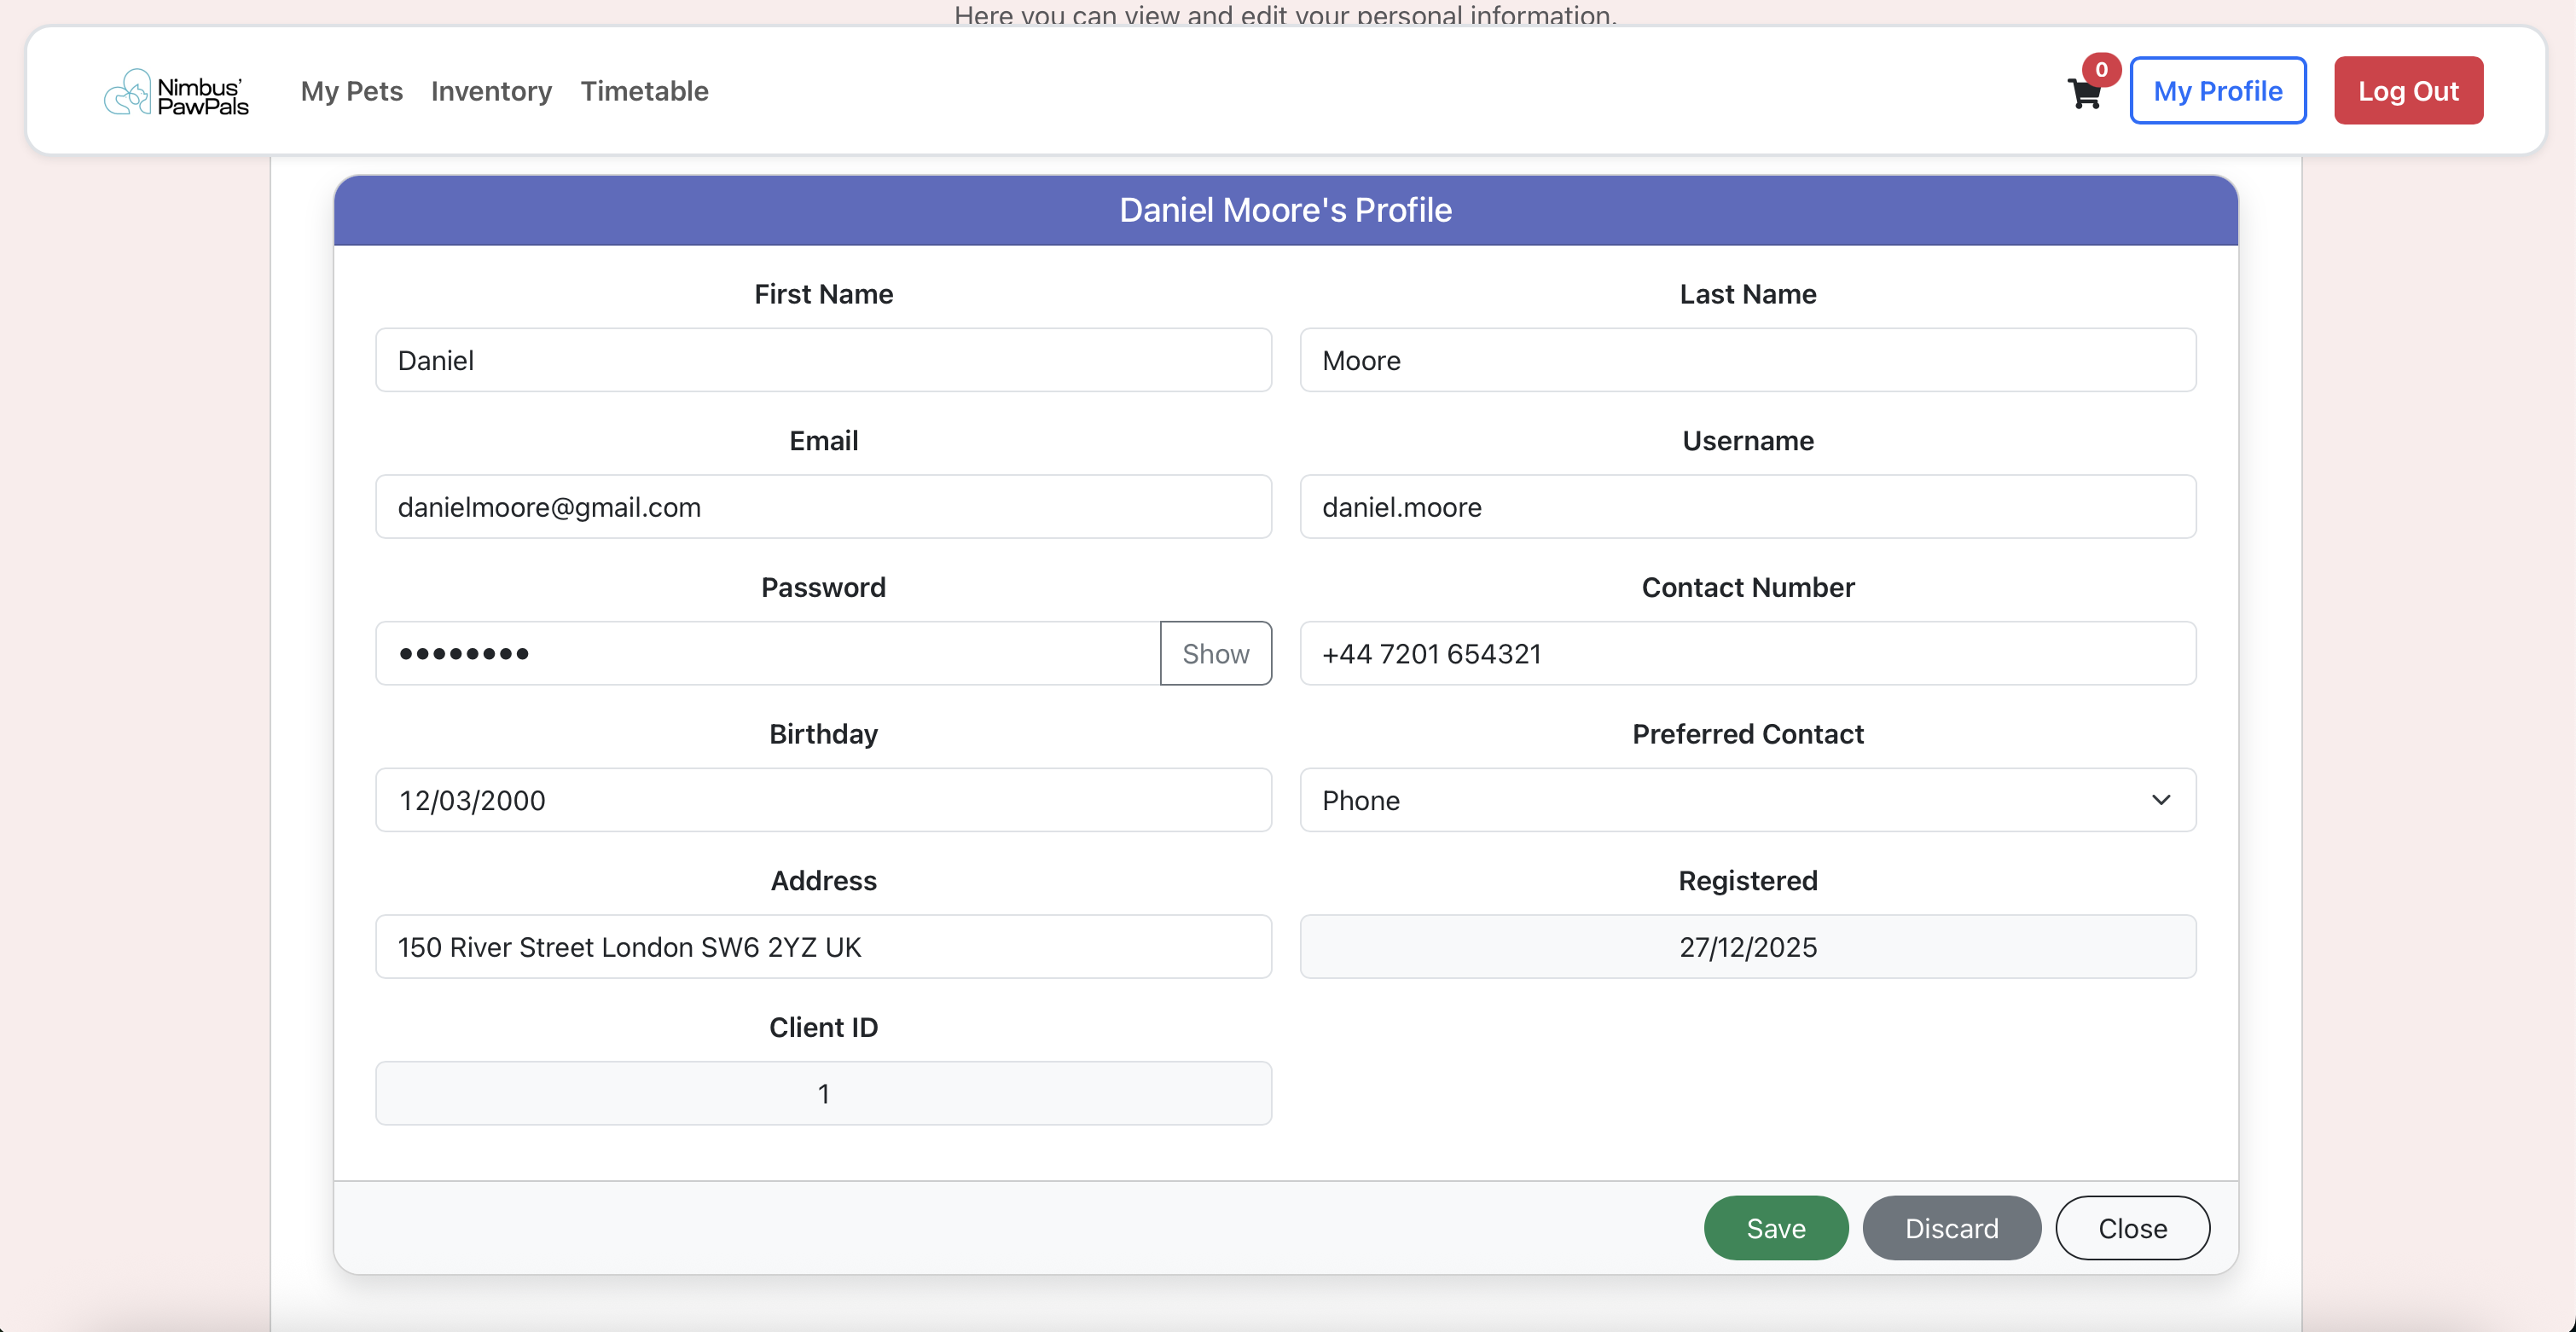 Here you can view and edit your personal information.
Nimbus'
PawPals
My Pets Inventory Timetable
0
My Profile
Log Out
Daniel Moore's Profile
First Name
Last Name
Daniel
Moore
Email
Username
danielmoore@gmail.com
daniel.moore
Password
Contact Number
••••••••
Show
+44 7201 654321
Birthday
Preferred Contact
12/03/2000
Phone
Address
Registered
150 River Street London SW6 2YZ UK
27/12/2025
Client ID
1
Save
Discard
Close